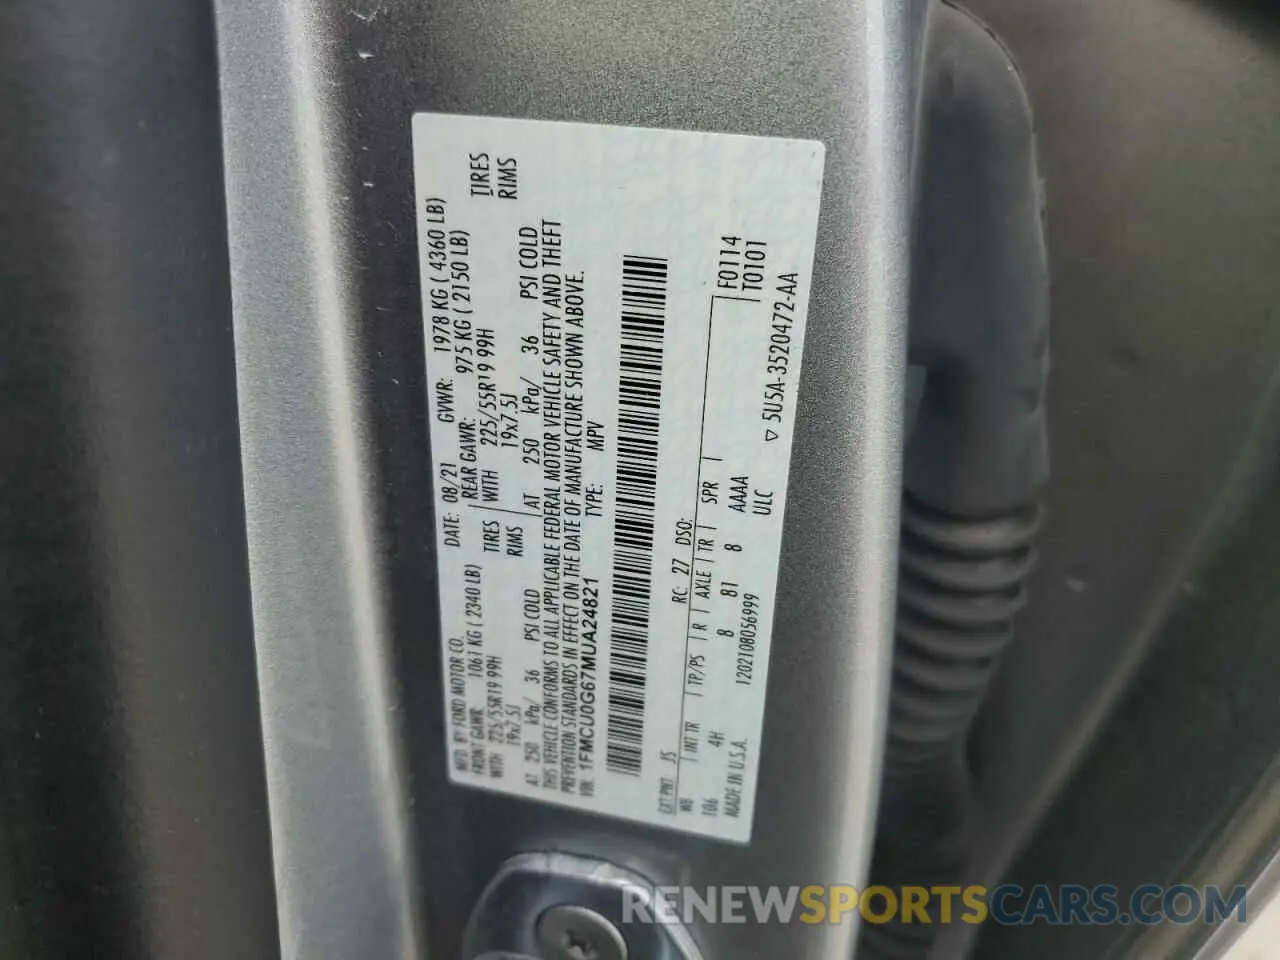 MFD. BY FORD MOTOR CO. DATE: 08/21 GVWR: 1978 KG ( 4360 LB)
FRONT GAWR: 1061 KG ( 2340 LB) REAR GAWR: 975 KG ( 2150 LB)
WITH 225/55R19 99H TIRES WITH 225/55R19 99H TIRES
19x7.5J RIMS 19x7.5J RIMS
AT 250 kPa/ 36 PSI COLD AT 250 kPa/ 36 PSI COLD
THIS VEHICLE CONFORMS TO ALL APPLICABLE FEDERAL MOTOR VEHICLE SAFETY AND THEFT
PREVENTION STANDARDS IN EFFECT ON THE DATE OF MANUFACTURE SHOWN ABOVE.
VIN: 1FMCU0G67MUA24821 TYPE: MPV
EXT PNT: JS RC: 27 DSO: F0114
WB INT TR TP/PS R AXLE TR SPR T0101
106 4H 8 81 8 AAAA
MADE IN U.S.A. 1202108056999 ULC
▽ 5U5A-3520472-AA
RENEWSPORTSCARS.COM